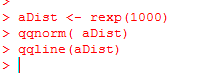 >
> aDist <- rexp(1000)
> qqnorm( aDist)
> qqline(aDist)
>